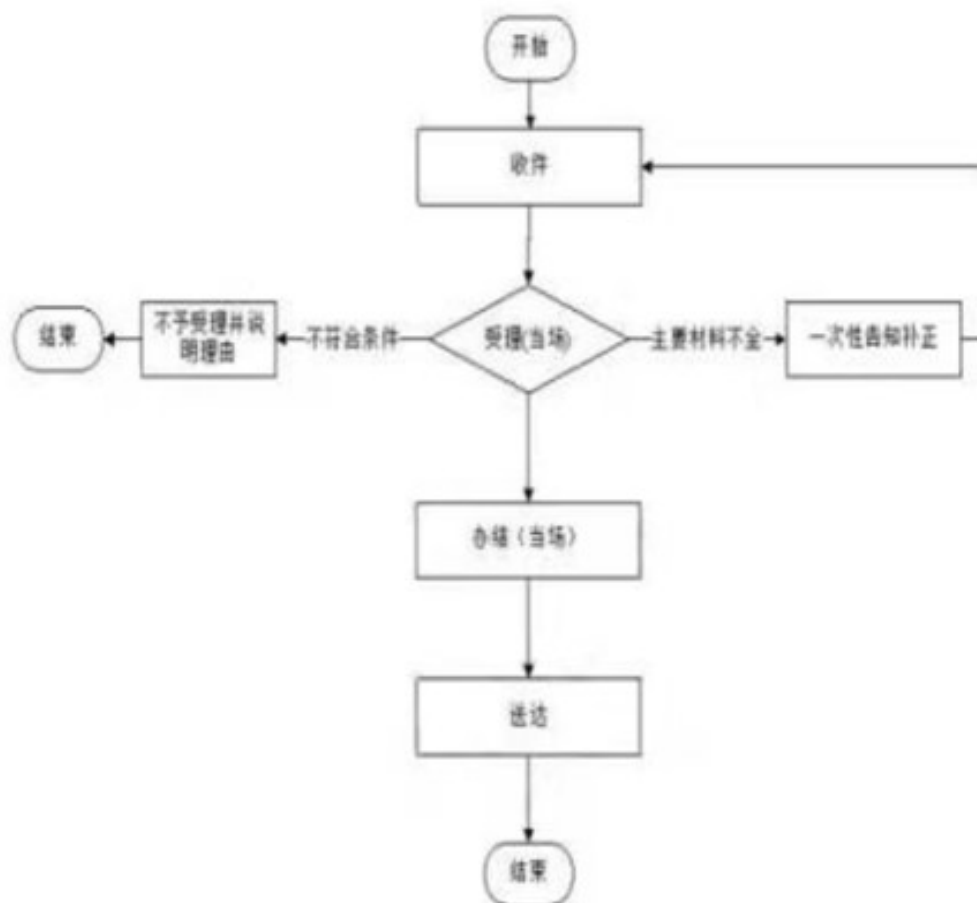 开始
收件
结束
不予受理并说
明理由
不符合条件
受理(当场)
主要材料不全
一次性告知补正
办结（当场）
送达
结束